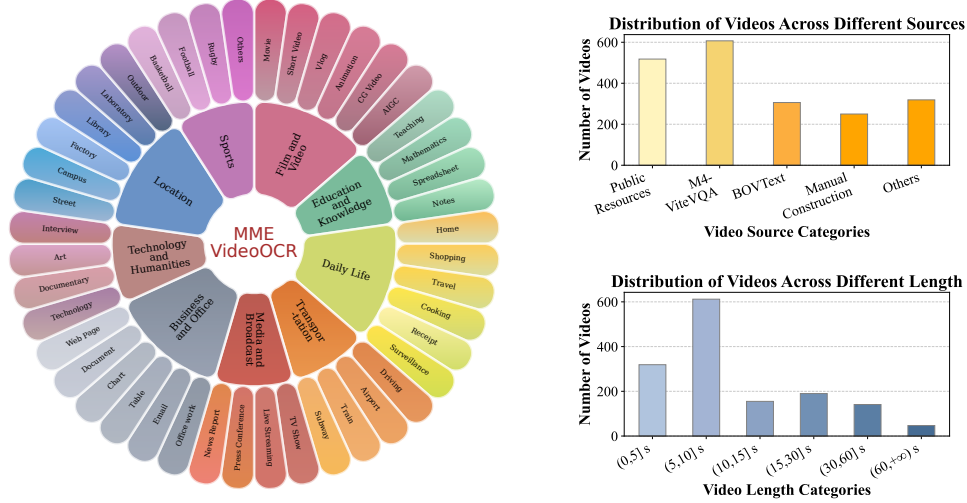 MME
VideoOCR
Film and
Video
Movie
Short Video
Vlog
Animation
CG Video
AIGC
Education
and
Knowledge
Teaching
Mathematics
Spreadsheet
Notes
Daily Life
Home
Shopping
Travel
Cooking
Receipt
Surveillance
Transpor
-tation
Driving
Airport
Train
Subway
Media and
Broadcast
TV Show
Live Streaming
Press Conference
News Report
Business
and Office
Office work
Email
Table
Chart
Document
Web Page
Technology
and
Humanities
Technology
Documentary
Art
Interview
Location
Street
Campus
Factory
Library
Laboratory
Outdoor
Sports
Basketball
Football
Rugby
Others
Distribution of Videos Across Different Sources
Number of Videos
600
400
200
0
Public
Resources
M4-
ViteVQA
BOVText
Manual
Construction
Others
Video Source Categories
Distribution of Videos Across Different Length
Number of Videos
600
400
200
0
(0,5] s
(5,10] s
(10,15] s
(15,30] s
(30,60] s
(60,+∞) s
Video Length Categories